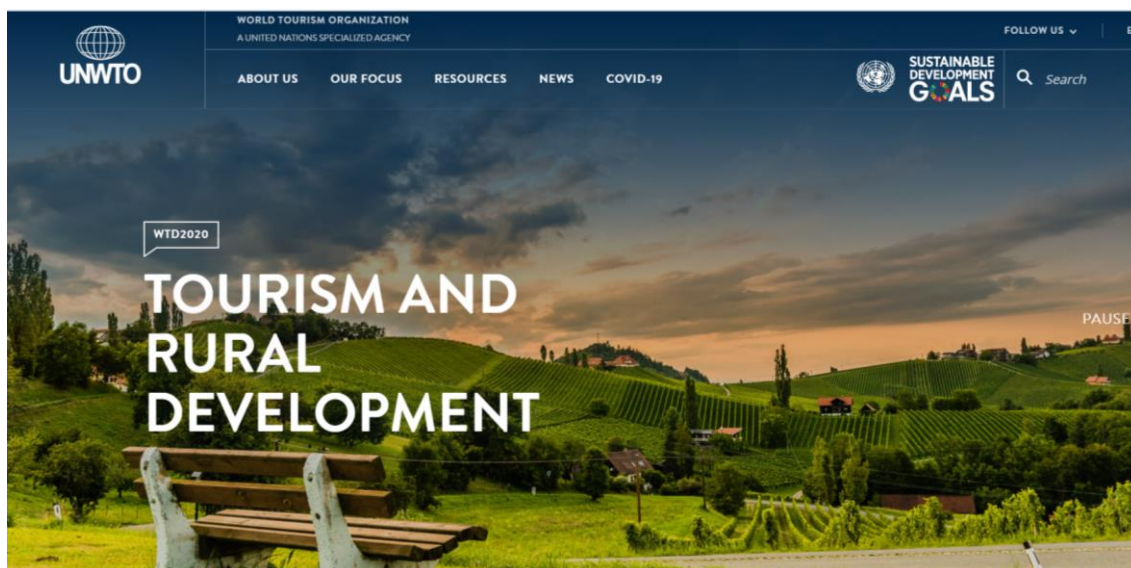 WORLD TOURISM ORGANIZATION
A UNITED NATIONS SPECIALIZED AGENCY
FOLLOW US
E
UNWTO
ABOUT US
OUR FOCUS
RESOURCES
NEWS
COVID-19
SUSTAINABLE
DEVELOPMENT
GOALS
Search
WTD2020
TOURISM AND
RURAL
DEVELOPMENT
PAUSE